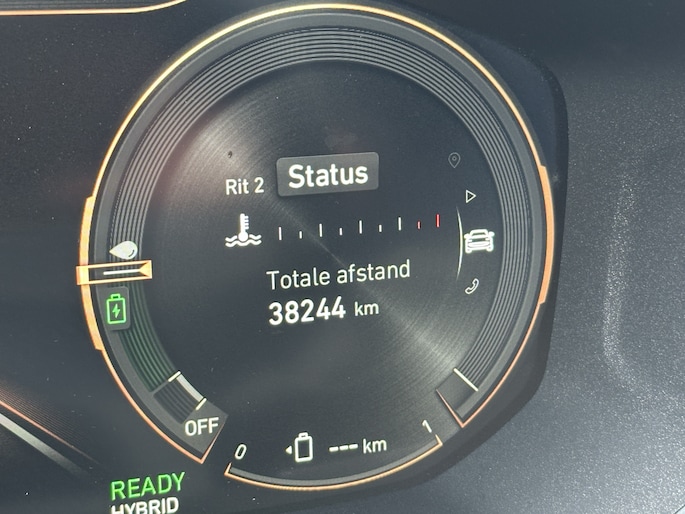 Rit 2 Status
Totale afstand
38244 km
OFF
0 --- km 1
READY
HYBRID